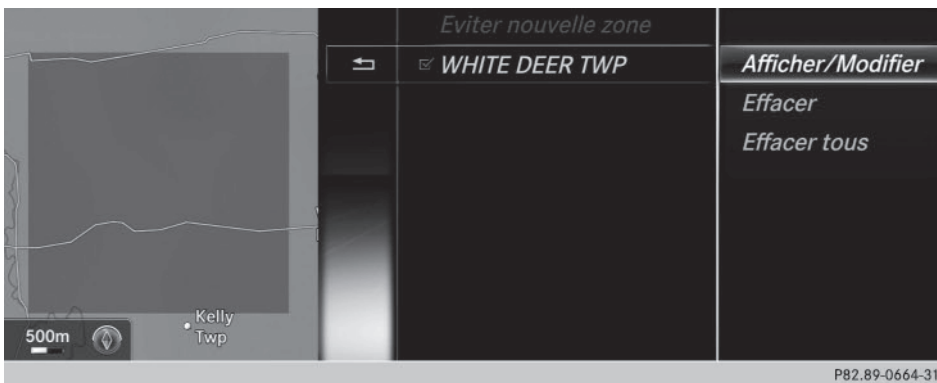 Eviter nouvelle zone
WHITE DEER TWP
Afficher/Modifier
Effacer
Effacer tous
Kelly
Twp
500m
P82.89-0664-31